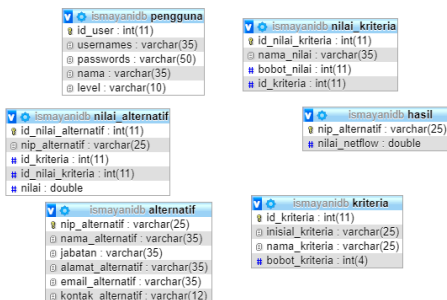 ismayanidb pengguna
id_user : int(11)
usernames : varchar(35)
passwords : varchar(50)
nama : varchar(35)
level : varchar(10)
ismayanidb nilai_kriteria
id_nilai_kriteria : int(11)
nama_nilai : varchar(35)
# bobot_nilai : int(11)
# id_kriteria : int(11)
ismayanidb nilai_alternatif
id_nilai_alternatif : int(11)
nip_alternatif : varchar(25)
# id_kriteria : int(11)
# id_nilai_kriteria : int(11)
# nilai : double
ismayanidb hasil
nip_alternatif : varchar(25)
# nilai_netflow : double
ismayanidb alternatif
nip_alternatif : varchar(25)
nama_alternatif : varchar(35)
jabatan : varchar(35)
alamat_alternatif : varchar(35)
email_alternatif : varchar(35)
kontak_alternatif : varchar(12)
ismayanidb kriteria
id_kriteria : int(11)
inisial_kriteria : varchar(25)
nama_kriteria : varchar(25)
# bobot_kriteria : int(4)